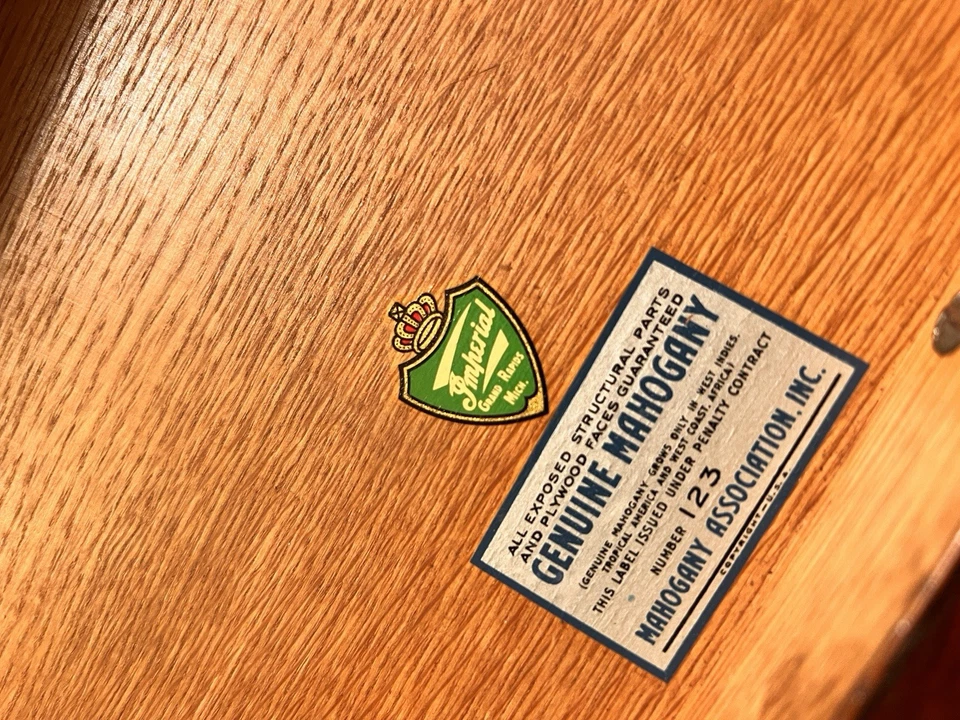 Imperial
GRAND RAPIDS
MICH.
ALL EXPOSED STRUCTURAL PARTS
AND PLYWOOD FACES GUARANTEED
GENUINE MAHOGANY
(GENUINE MAHOGANY GROWS ONLY IN WEST INDIES,
TROPICAL AMERICA AND WEST COAST, AFRICA)
THIS LABEL ISSUED UNDER PENALTY CONTRACT
NUMBER 123
MAHOGANY ASSOCIATION, INC.
COPYRIGHT-U.S.A